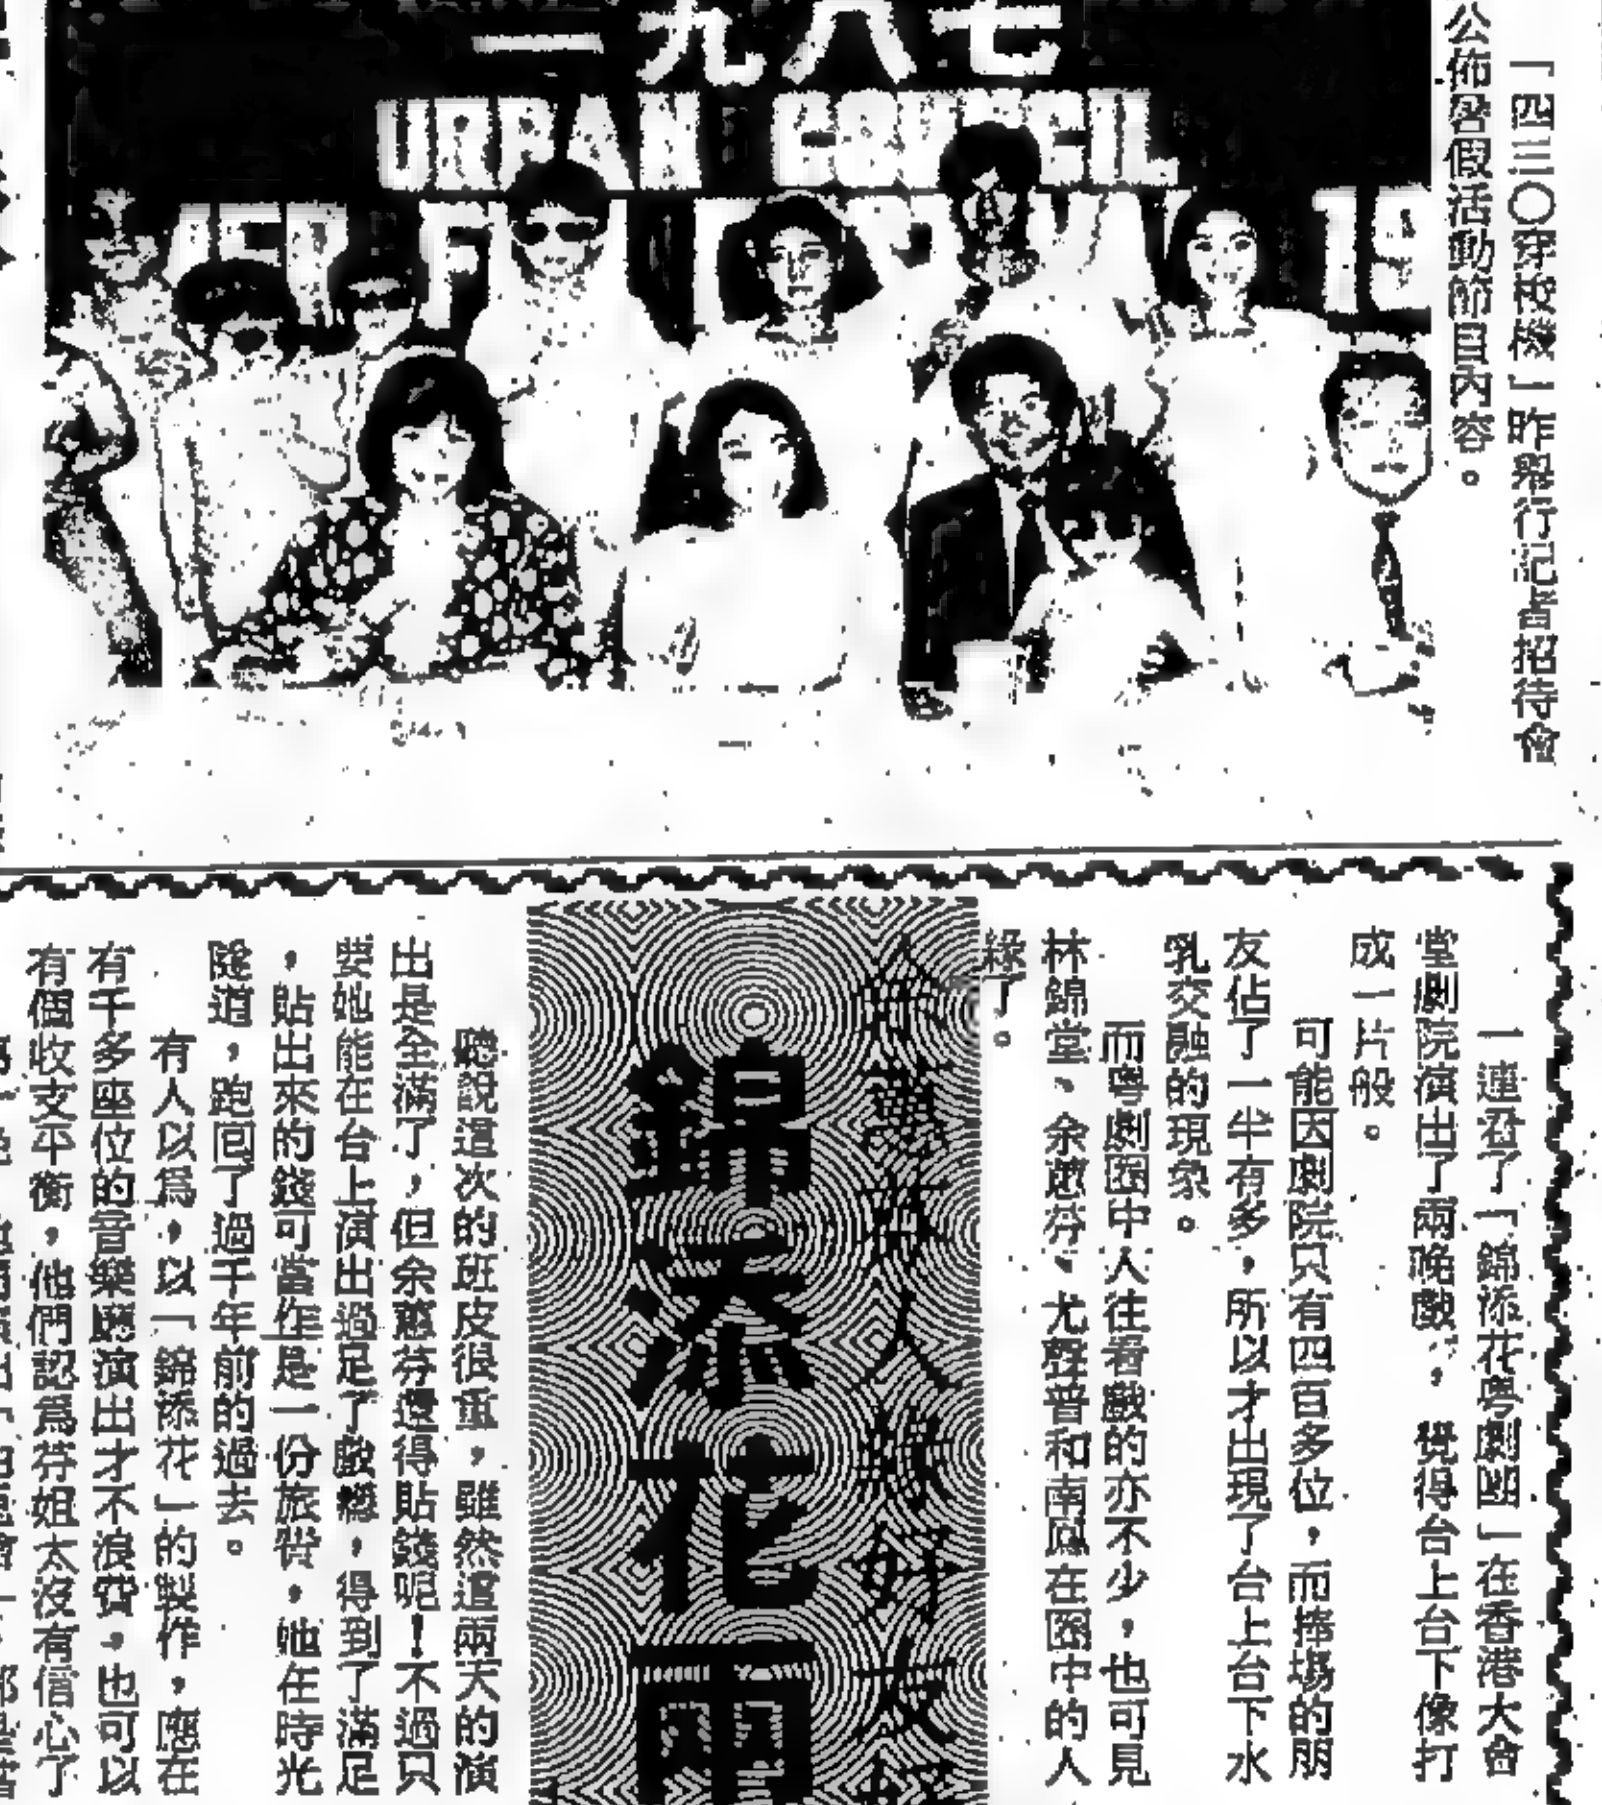 一九八七
URBAN COUNCIL
「四三〇穿梭機」昨舉行記者招待會
公佈暑假活動節目內容。
一連看了「錦添花粵劇團」在香港大會
堂劇院演出了兩晚戲，覺得台上台下像打
成一片般。
可能因劇院只有四百多位，而捧場的朋
友佔了一半有多，所以才出現了台上台下水
乳交融的現象。
而粵劇圈中人往看戲的亦不少，也可見
林錦堂、余蕙芬、尤聲普和南鳳在圈中的人
緣了。
錦添花兩
聽說這次的班皮很重，雖然這兩天的演
出是全滿了，但余蕙芬還得貼錢呢！不過只
要她能在台上演出過足了戲癮，得到了滿足
，貼出來的錢可當作是一份旅費，她在時光
隧道，跑回了過千年前的過去。
有人以為，以「錦添花」的製作，應在
有千多座位的音樂廳演出才不浪費，也可以
有個收支平衡，他們認為芬姐太沒有信心了